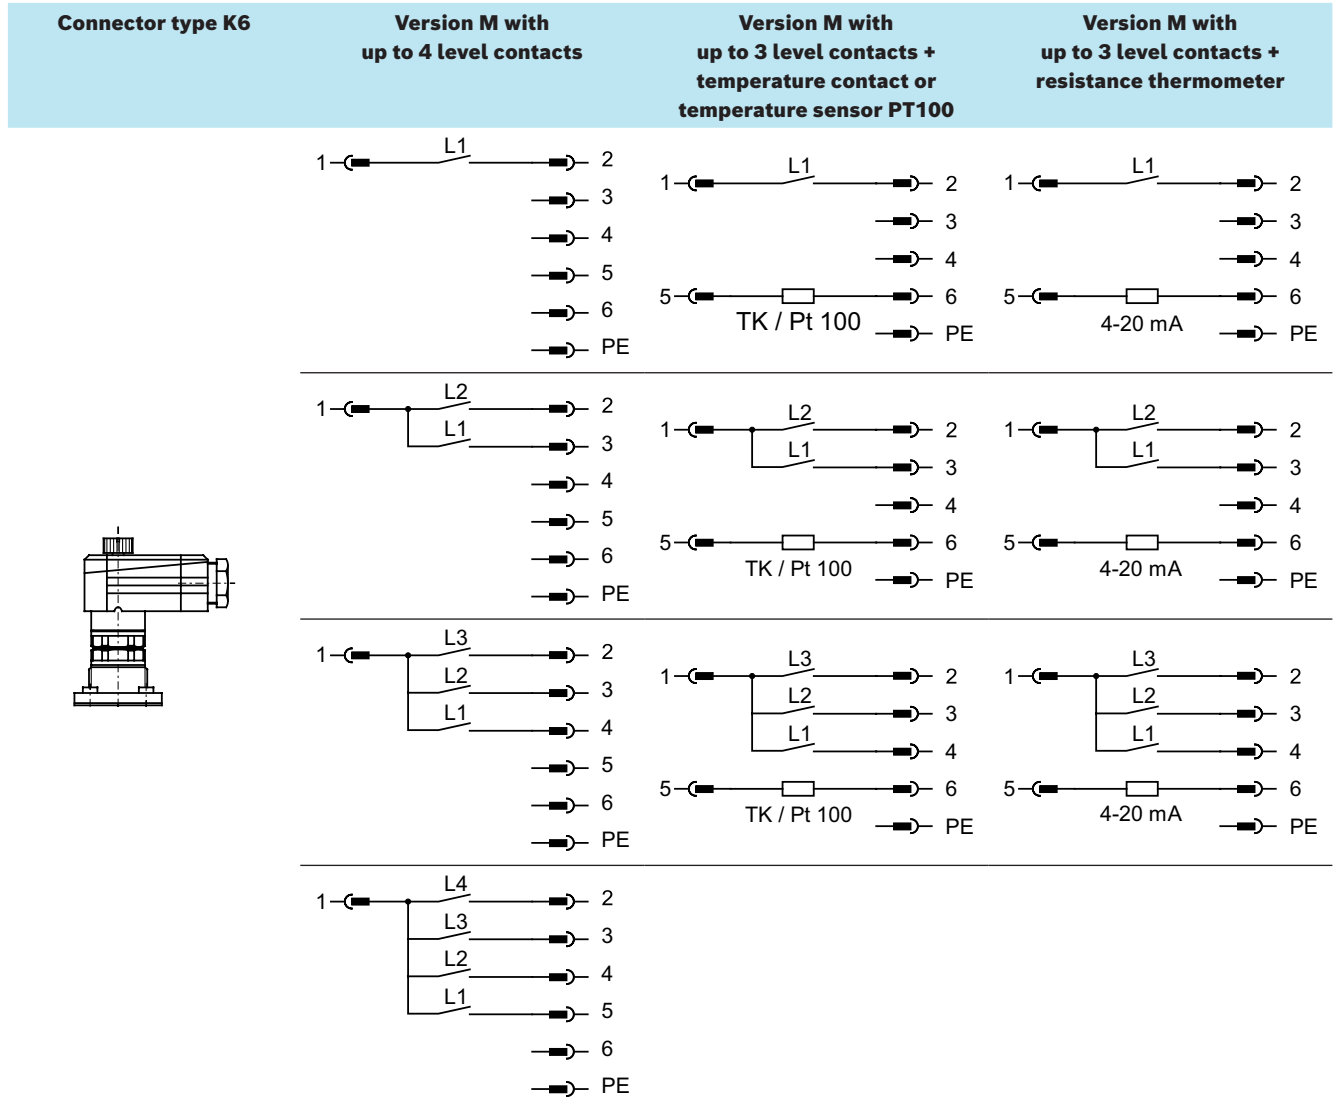 Connector type K6
Version M with
up to 4 level contacts
Version M with
up to 3 level contacts +
temperature contact or
temperature sensor PT100
Version M with
up to 3 level contacts +
resistance thermometer
1 L1 2
3
4
5
6
PE
1 L1 2
3
4
5 6
TK / Pt 100
PE
1 L1 2
3
4
5 6
4-20 mA
PE
1 L2 2
L1 3
4
5
6
PE
1 L2 2
L1 3
4
5 6
TK / Pt 100
PE
1 L2 2
L1 3
4
5 6
4-20 mA
PE
1 L3 2
L2 3
L1 4
5
6
PE
1 L3 2
L2 3
L1 4
5 6
TK / Pt 100
PE
1 L3 2
L2 3
L1 4
5 6
4-20 mA
PE
1 L4 2
L3 3
L2 4
L1 5
6
PE